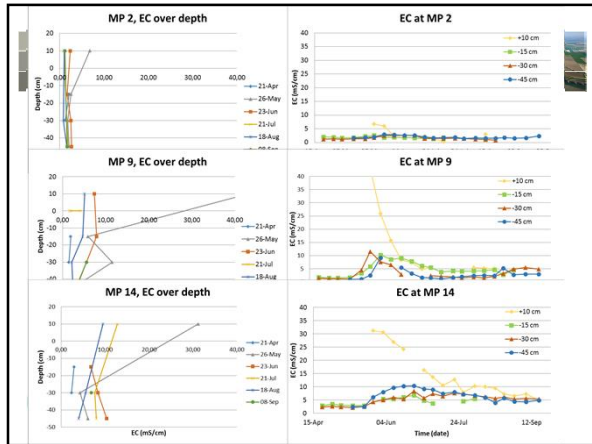 MP 2, EC over depth
0,00 10,00 20,00 30,00 40,00
20
10
0
-10
-20
-30
-40
Depth (cm)
21-Apr
26-May
23-Jun
21-Jul
18-Aug
EC at MP 2
40
35
30
25
20
15
10
5
0
EC (mS/cm)
+10 cm
-15 cm
-30 cm
-45 cm
MP 9, EC over depth
0,00 10,00 20,00 30,00 40,00
20
10
0
-10
-20
-30
-40
Depth (cm)
21-Apr
26-May
23-Jun
21-Jul
18-Aug
EC at MP 9
40
35
30
25
20
15
10
5
0
EC (mS/cm)
+10 cm
-15 cm
-30 cm
-45 cm
MP 14, EC over depth
0,00 10,00 20,00 30,00 40,00
20
10
0
-10
-20
-30
-40
-50
Depth (cm)
EC (mS/cm)
21-Apr
26-May
23-Jun
21-Jul
18-Aug
08-Sep
EC at MP 14
40
35
30
25
20
15
10
5
0
EC (mS/cm)
+10 cm
-15 cm
-30 cm
-45 cm
15-Apr 04-Jun 24-Jul 12-Sep
Time (date)